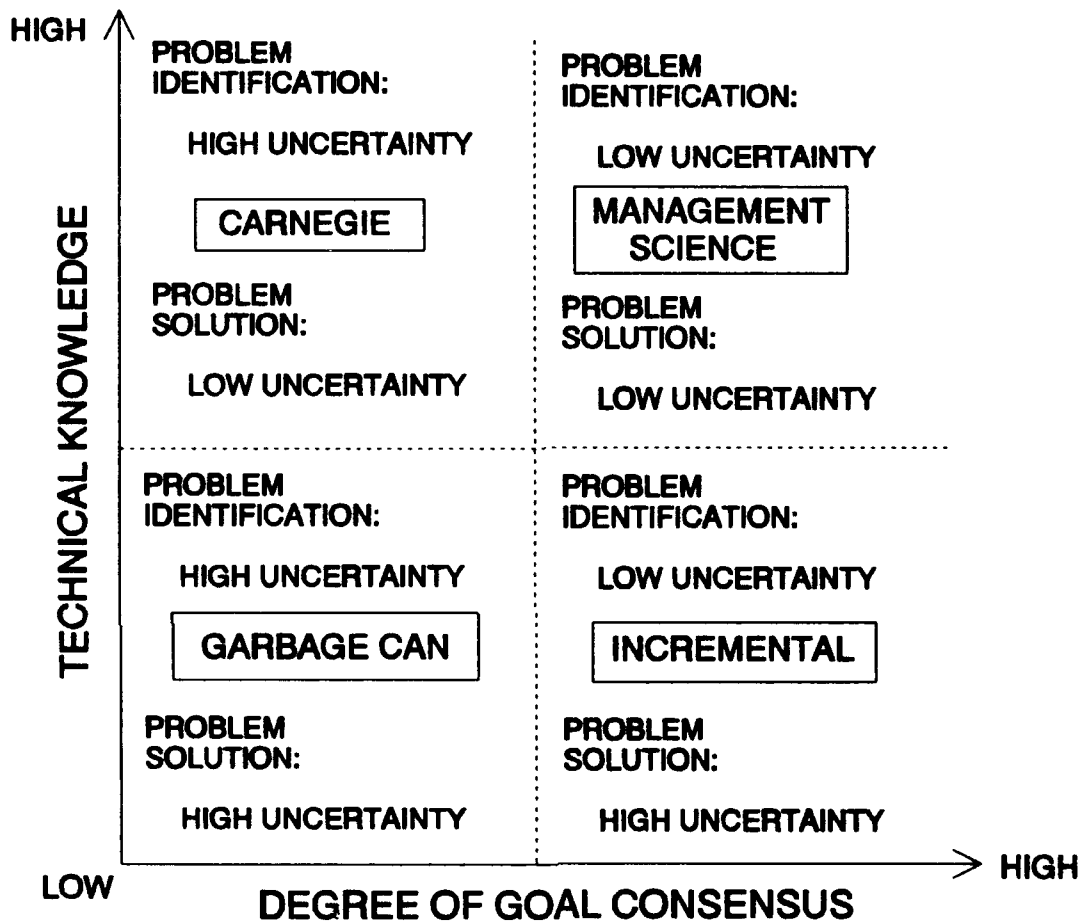 HIGH
PROBLEM
IDENTIFICATION:
HIGH UNCERTAINTY
CARNEGIE
PROBLEM
SOLUTION:
LOW UNCERTAINTY
PROBLEM
IDENTIFICATION:
LOW UNCERTAINTY
MANAGEMENT
SCIENCE
PROBLEM
SOLUTION:
LOW UNCERTAINTY
TECHNICAL KNOWLEDGE
PROBLEM
IDENTIFICATION:
HIGH UNCERTAINTY
GARBAGE CAN
PROBLEM
SOLUTION:
HIGH UNCERTAINTY
PROBLEM
IDENTIFICATION:
LOW UNCERTAINTY
INCREMENTAL
PROBLEM
SOLUTION:
HIGH UNCERTAINTY
LOW
HIGH
DEGREE OF GOAL CONSENSUS